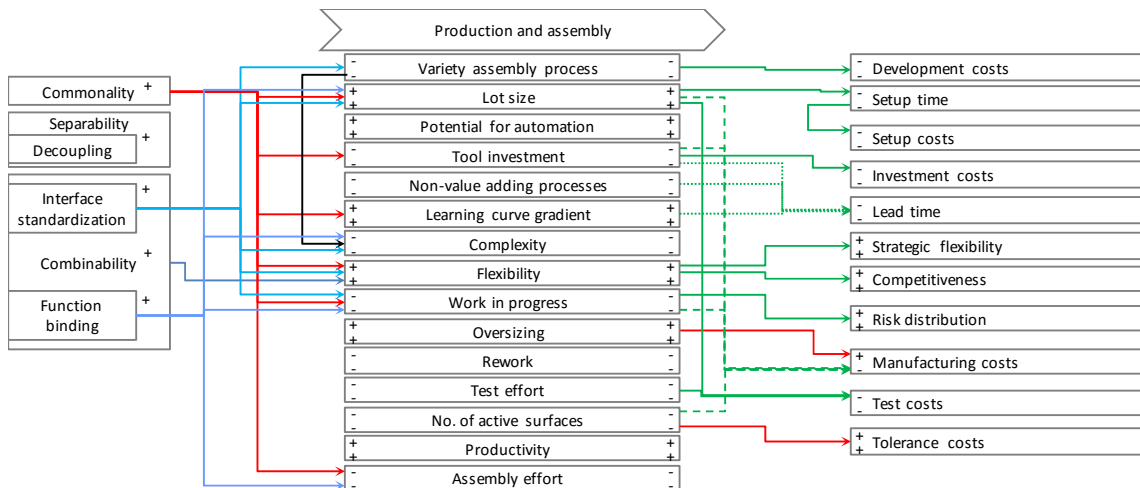 Production and assembly
Commonality +
Separability
Decoupling +
Interface
standardization +
Combinability +
Function
binding +
- Variety assembly process -
- -
+ Lot size +
+ +
+ Potential for automation +
+ +
- Tool investment -
- -
- Non-value adding processes -
- -
+ Learning curve gradient +
+ +
- Complexity -
- -
+ Flexibility +
+ +
- Work in progress -
- -
+ Oversizing +
+ +
- Rework -
- -
- Test effort -
- -
- No. of active surfaces -
- -
+ Productivity +
+ +
- Assembly effort -
- -
- Development costs
-
- Setup time
-
- Setup costs
-
- Investment costs
-
- Lead time
-
+ Strategic flexibility
+
+ Competitiveness
+
+ Risk distribution
+
+ Manufacturing costs
-
- Test costs
-
+ Tolerance costs
+